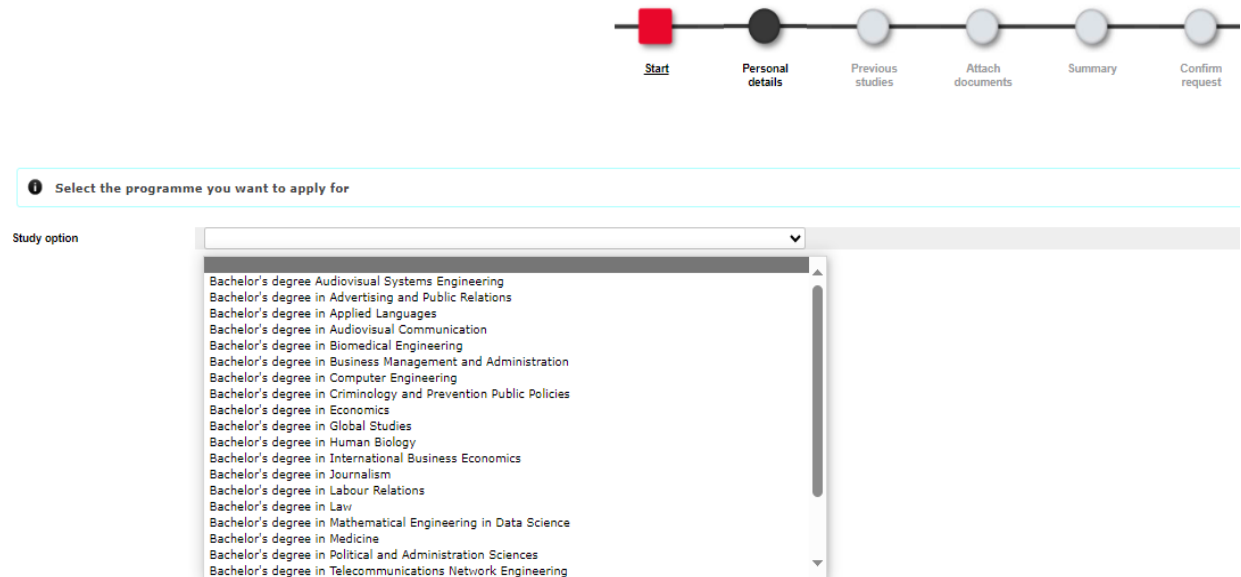 Start
Personal
details
Previous
studies
Attach
documents
Summary
Confirm
request
Select the programme you want to apply for
Study option
Bachelor's degree Audiovisual Systems Engineering
Bachelor's degree in Advertising and Public Relations
Bachelor's degree in Applied Languages
Bachelor's degree in Audiovisual Communication
Bachelor's degree in Biomedical Engineering
Bachelor's degree in Business Management and Administration
Bachelor's degree in Computer Engineering
Bachelor's degree in Criminology and Prevention Public Policies
Bachelor's degree in Economics
Bachelor's degree in Global Studies
Bachelor's degree in Human Biology
Bachelor's degree in International Business Economics
Bachelor's degree in Journalism
Bachelor's degree in Labour Relations
Bachelor's degree in Law
Bachelor's degree in Mathematical Engineering in Data Science
Bachelor's degree in Medicine
Bachelor's degree in Political and Administration Sciences
Bachelor's degree in Telecommunications Network Engineering